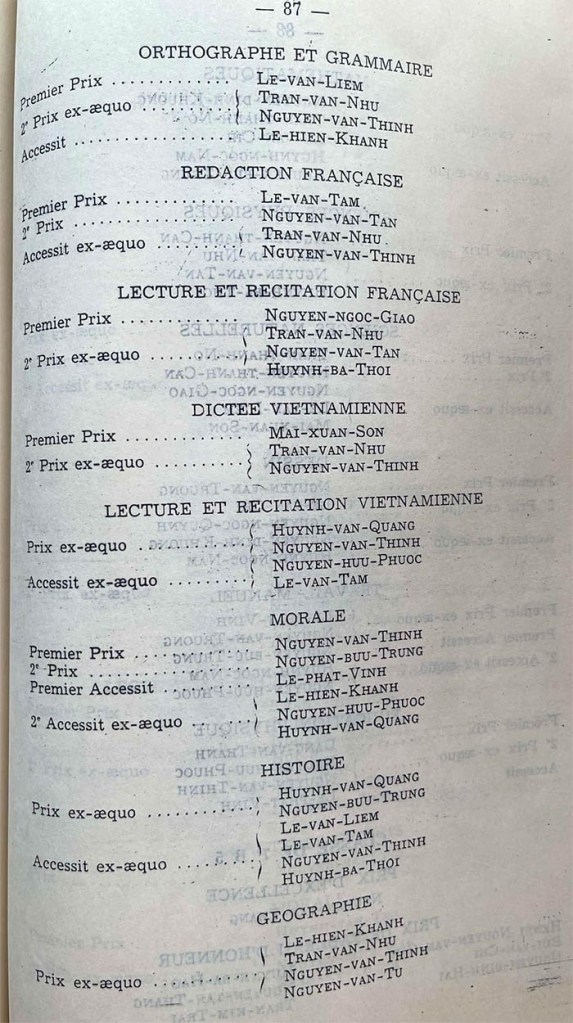 — 87 —
ORTHOGRAPHE ET GRAMMAIRE
Premier Prix . . . . . . . . . . . . LE-VAN-LIEM
2e Prix ex-æquo . . . . . . . . TRAN-VAN-NHU
NGUYEN-VAN-THINH
Accessit . . . . . . . . . . . . . . . . LE-HIEN-KHANH
REDACTION FRANÇAISE
Premier Prix . . . . . . . . . . . . LE-VAN-TAM
2e Prix . . . . . . . . . . . . . . . . NGUYEN-VAN-TAN
Accessit ex-æquo . . . . . . . . TRAN-VAN-NHU
NGUYEN-VAN-THINH
LECTURE ET RECITATION FRANÇAISE
Premier Prix . . . . . . . . . . . . NGUYEN-NGOC-GIAO
TRAN-VAN-NHU
2e Prix ex-æquo . . . . . . . . NGUYEN-VAN-TAN
HUYNH-BA-THOI
DICTEE VIETNAMIENNE
Premier Prix . . . . . . . . . . . . MAI-XUAN-SON
2e Prix ex-æquo . . . . . . . . TRAN-VAN-NHU
NGUYEN-VAN-THINH
LECTURE ET RECITATION VIETNAMIENNE
HUYNH-VAN-QUANG
Prix ex-æquo . . . . . . . . . . . NGUYEN-VAN-THINH
NGUYEN-HUU-PHUOC
Accessit ex-æquo . . . . . . . . . LE-VAN-TAM
MORALE
Premier Prix . . . . . . . . . . . . NGUYEN-VAN-THINH
2e Prix . . . . . . . . . . . . . . . . NGUYEN-BUU-TRUNG
Premier Accessit . . . . . . . . . LE-PHAT-VINH
LE-HIEN-KHANH
2e Accessit ex-æquo . . . . . . NGUYEN-HUU-PHUOC
HUYNH-VAN-QUANG
HISTOIRE
Prix ex-æquo . . . . . . . . . . . HUYNH-VAN-QUANG
NGUYEN-BUU-TRUNG
LE-VAN-LIEM
LE-VAN-TAM
Accessit ex-æquo . . . . . . . . NGUYEN-VAN-THINH
HUYNH-BA-THOI
GEOGRAPHIE
LE-HIEN-KHANH
TRAN-VAN-NHU
Prix ex-æquo . . . . . . . . . . . NGUYEN-VAN-THINH
NGUYEN-VAN-TU